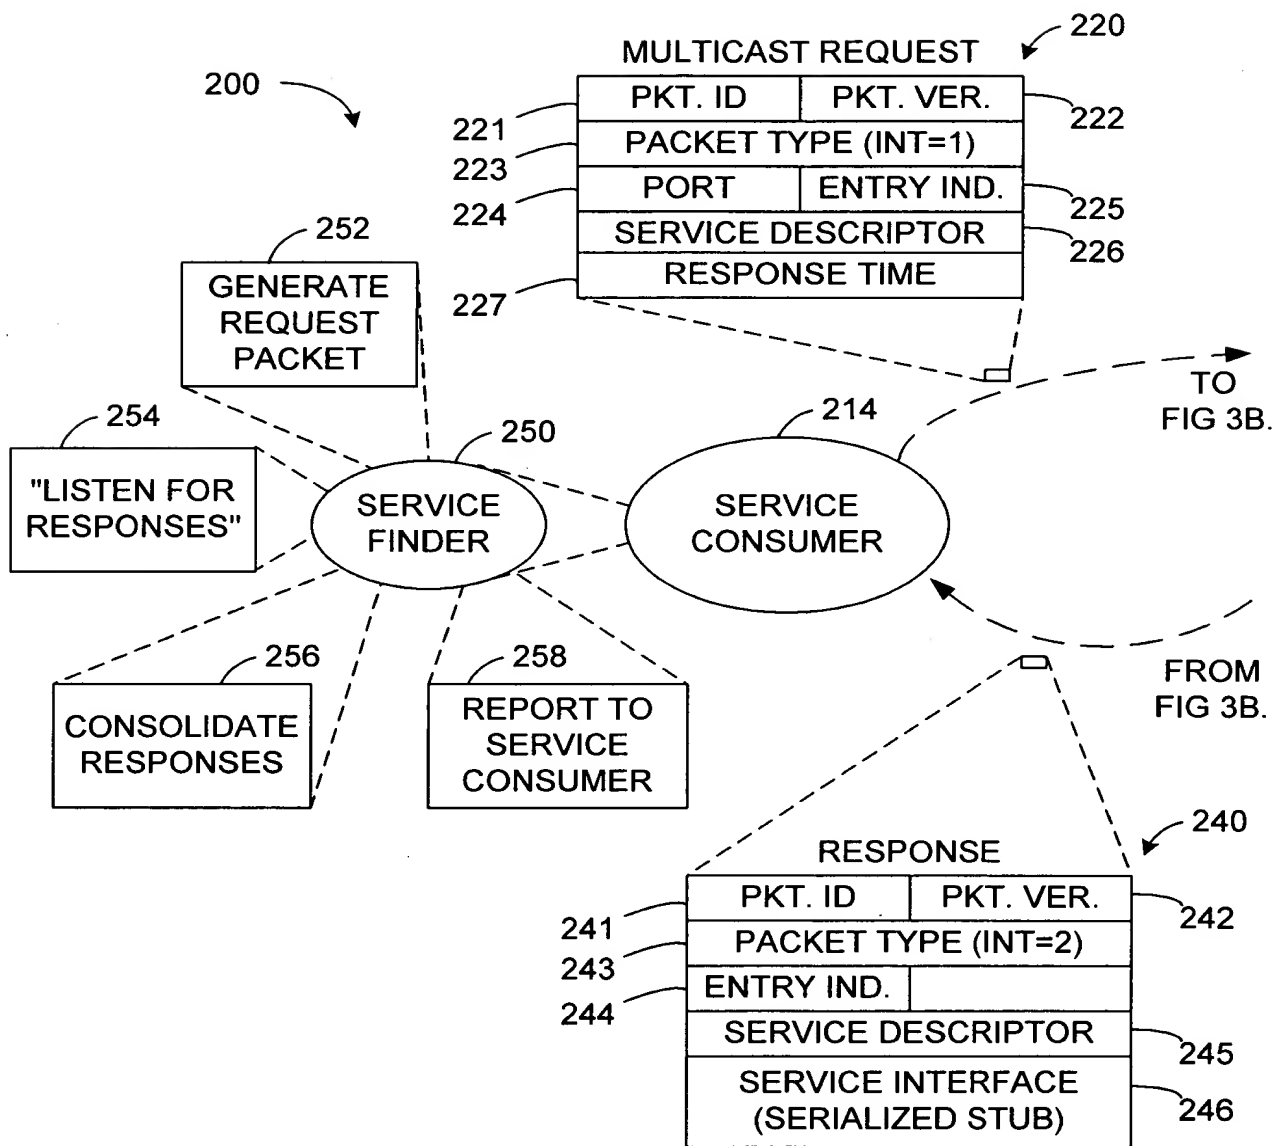 220
MULTICAST REQUEST
200
PKT. ID PKT. VER.
221
222
PACKET TYPE (INT=1)
223
PORT ENTRY IND.
224
225
SERVICE DESCRIPTOR
226
RESPONSE TIME
227
252
GENERATE
REQUEST
PACKET
TO
FIG 3B.
254
"LISTEN FOR
RESPONSES"
250
SERVICE
FINDER
214
SERVICE
CONSUMER
256
CONSOLIDATE
RESPONSES
258
REPORT TO
SERVICE
CONSUMER
FROM
FIG 3B.
240
RESPONSE
PKT. ID PKT. VER.
241
242
PACKET TYPE (INT=2)
243
ENTRY IND.
244
SERVICE DESCRIPTOR
245
SERVICE INTERFACE
(SERIALIZED STUB)
246